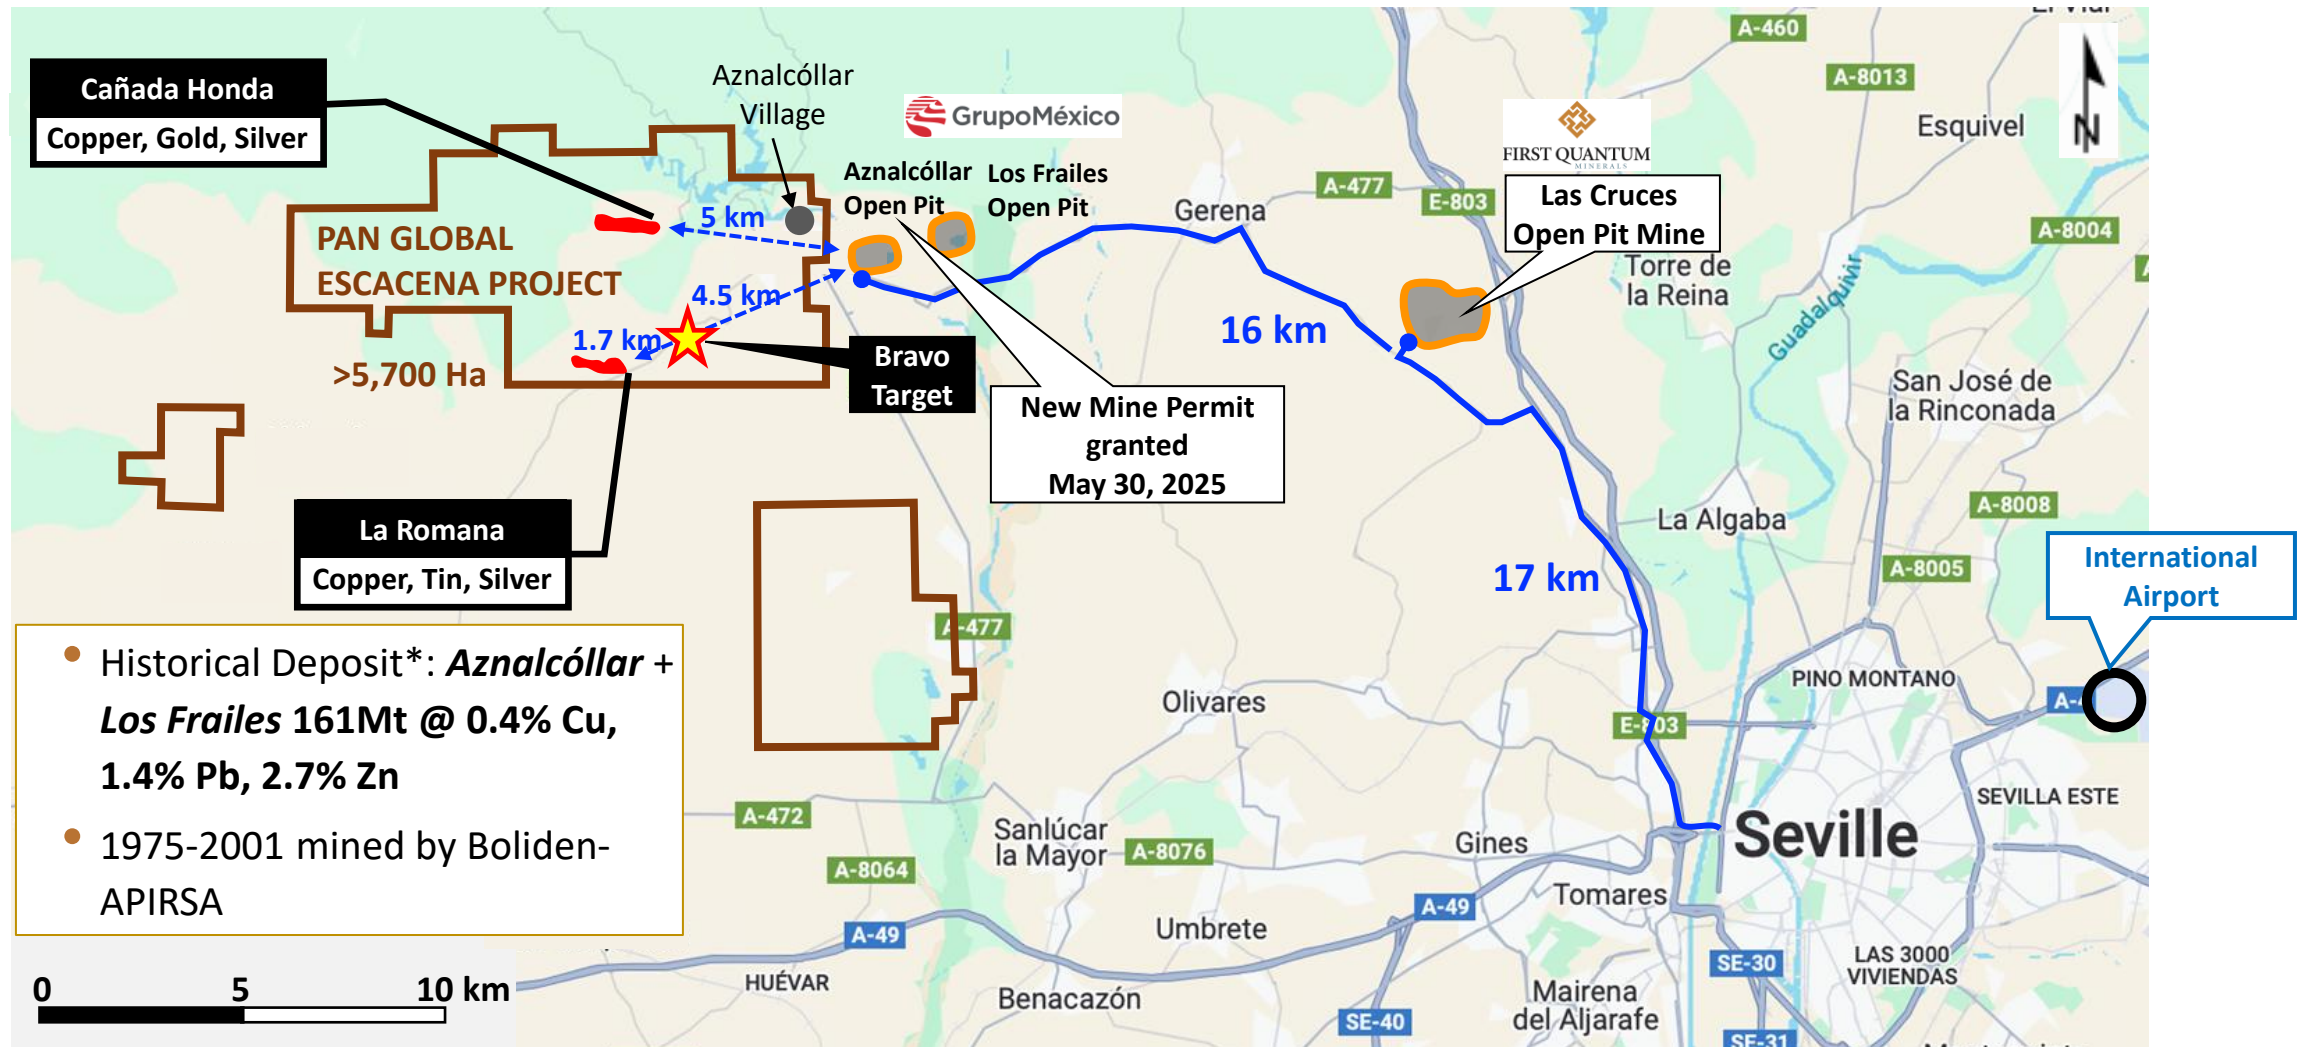 A-460
A-8013
Esquivel
Cañada Honda
Copper, Gold, Silver
Aznalcóllar
Village
GrupoMéxico
FIRST QUANTUM
MINERALS
N
Aznalcóllar
Open Pit
Los Frailes
Open Pit
A-477
E-803
Las Cruces
Open Pit Mine
A-8004
Gerena
5 km
PAN GLOBAL
ESCACENA PROJECT
4.5 km
1.7 km
>5,700 Ha
Bravo
Target
16 km
Torre de
la Reina
Guadalquivir
New Mine Permit
granted
May 30, 2025
San José de
la Rinconada
La Romana
Copper, Tin, Silver
La Algaba
A-8008
A-8005
17 km
International
Airport
A-477
Historical Deposit*: Aznalcóllar +
Los Frailes 161Mt @ 0.4% Cu,
1.4% Pb, 2.7% Zn
1975-2001 mined by Boliden-
APIRSA
Olivares
PINO MONTANO
E-803
A-472
A-8064
Sanlúcar
la Mayor
A-8076
Gines
Seville
SEVILLA ESTE
Tomares
A-49
A-49
Umbrete
HUÉVAR
Benacazón
SE-30
LAS 3000
VIVIENDAS
Mairena
del Aljarafe
SE-40
SE-31
0 5 10 km